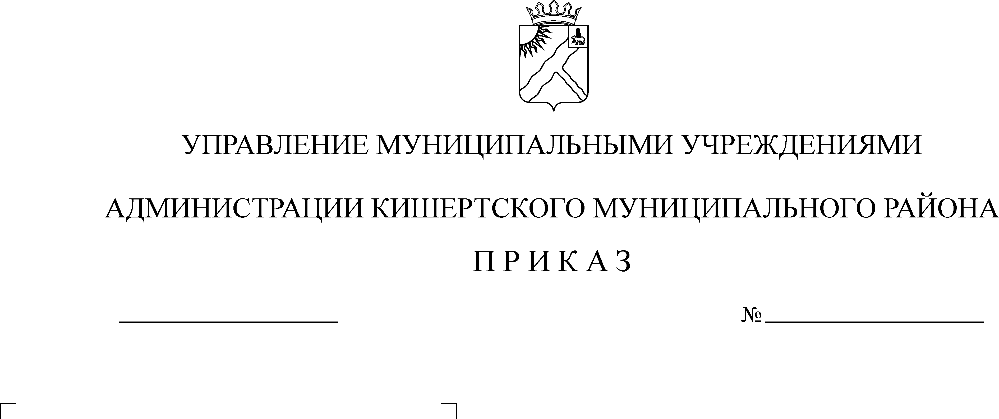 УПРАВЛЕНИЕ МУНИЦИПАЛЬНЫМИ УЧРЕЖДЕНИЯМИ
АДМИНИСТРАЦИИ КИШЕРТСКОГО МУНИЦИПАЛЬНОГО РАЙОНА
П Р И К А З
№